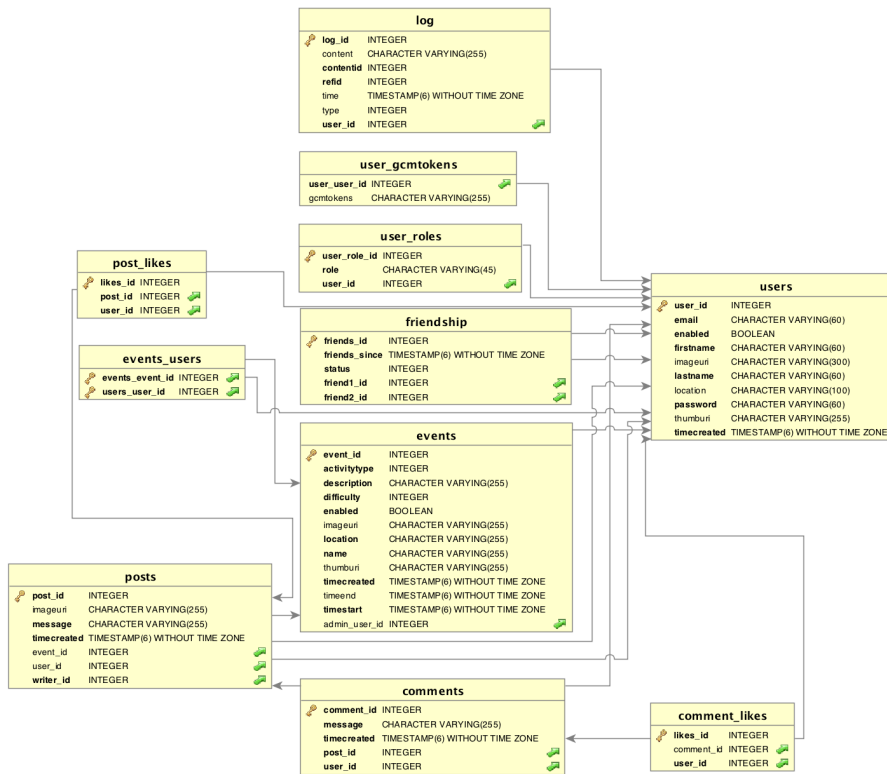 log
log_id INTEGER
content CHARACTER VARYING(255)
contentid INTEGER
refid INTEGER
time TIMESTAMP(6) WITHOUT TIME ZONE
type INTEGER
user_id INTEGER
user_gcmtokens
user_user_id INTEGER
gcmtokens CHARACTER VARYING(255)
user_roles
user_role_id INTEGER
role CHARACTER VARYING(45)
user_id INTEGER
post_likes
likes_id INTEGER
post_id INTEGER
user_id INTEGER
users
user_id INTEGER
email CHARACTER VARYING(60)
enabled BOOLEAN
firstname CHARACTER VARYING(60)
imageuri CHARACTER VARYING(300)
lastname CHARACTER VARYING(60)
location CHARACTER VARYING(100)
password CHARACTER VARYING(60)
thumburi CHARACTER VARYING(255)
timecreated TIMESTAMP(6) WITHOUT TIME ZONE
friendship
friends_id INTEGER
friends_since TIMESTAMP(6) WITHOUT TIME ZONE
status INTEGER
friend1_id INTEGER
friend2_id INTEGER
events_users
events_event_id INTEGER
users_user_id INTEGER
events
event_id INTEGER
activitytype INTEGER
description CHARACTER VARYING(255)
difficulty INTEGER
enabled BOOLEAN
imageuri CHARACTER VARYING(255)
location CHARACTER VARYING(255)
name CHARACTER VARYING(255)
thumburi CHARACTER VARYING(255)
timecreated TIMESTAMP(6) WITHOUT TIME ZONE
timeend TIMESTAMP(6) WITHOUT TIME ZONE
timestart TIMESTAMP(6) WITHOUT TIME ZONE
admin_user_id INTEGER
posts
post_id INTEGER
imageuri CHARACTER VARYING(255)
message CHARACTER VARYING(255)
timecreated TIMESTAMP(6) WITHOUT TIME ZONE
event_id INTEGER
user_id INTEGER
writer_id INTEGER
comments
comment_id INTEGER
message CHARACTER VARYING(255)
timecreated TIMESTAMP(6) WITHOUT TIME ZONE
post_id INTEGER
user_id INTEGER
comment_likes
likes_id INTEGER
comment_id INTEGER
user_id INTEGER